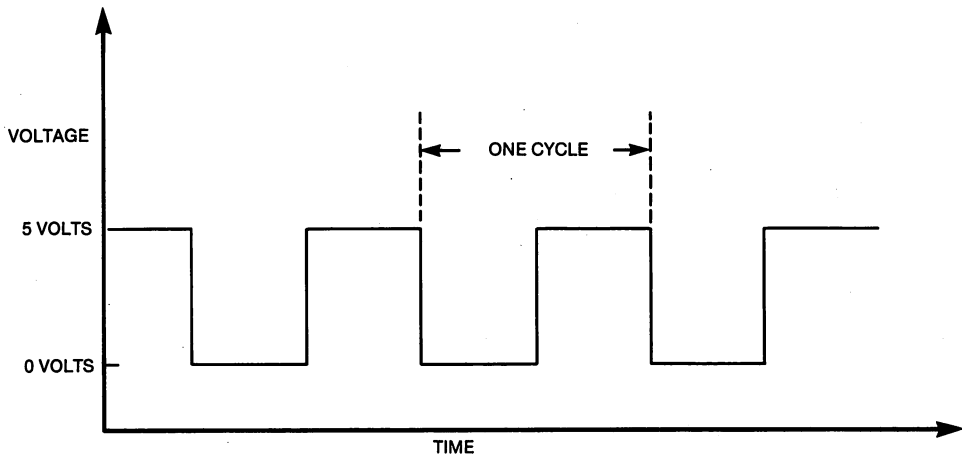 VOLTAGE
ONE CYCLE
5 VOLTS
0 VOLTS
TIME